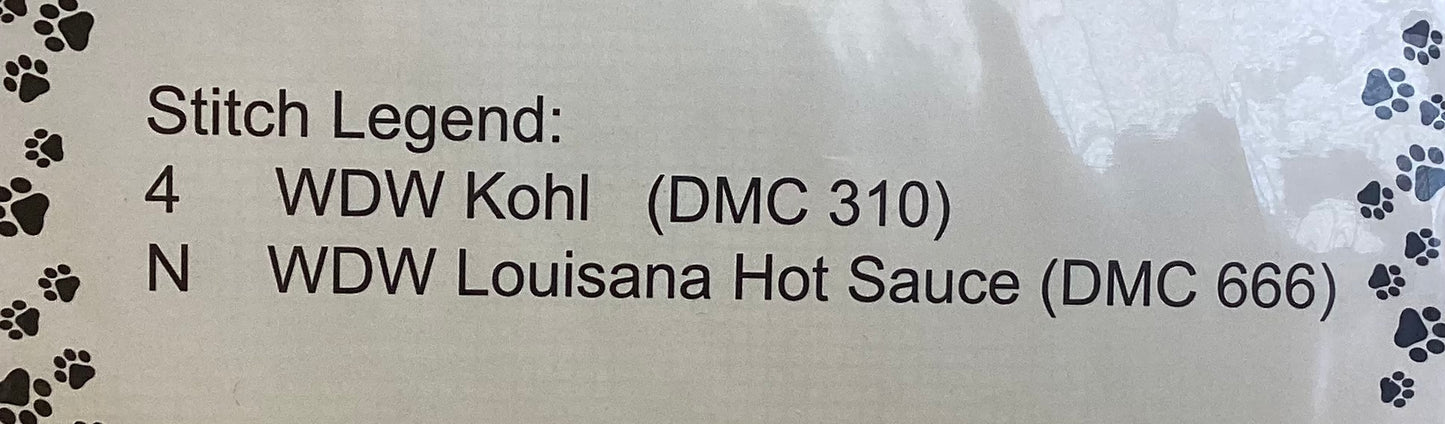 Stitch Legend:
4 WDW Kohl (DMC 310)
N WDW Louisana Hot Sauce (DMC 666)